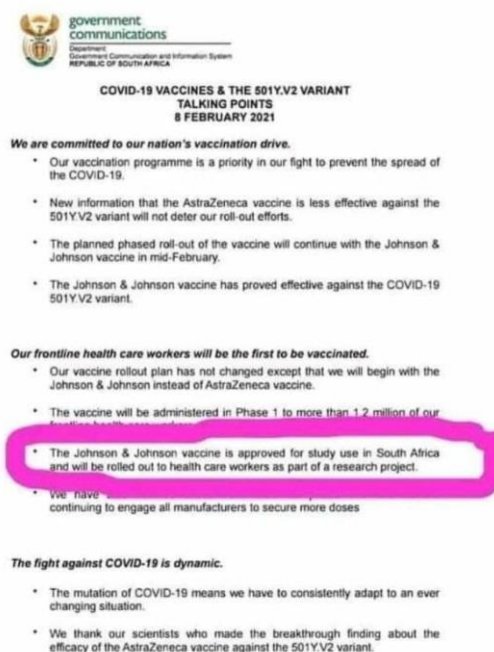 government
communications
Department:
Government Communication and Information System
REPUBLIC OF SOUTH AFRICA
COVID-19 VACCINES & THE 501Y.V2 VARIANT
TALKING POINTS
8 FEBRUARY 2021
We are committed to our nation's vaccination drive.
• Our vaccination programme is a priority in our fight to prevent the spread of
the COVID-19.
• New information that the AstraZeneca vaccine is less effective against the
501Y.V2 variant will not deter our roll-out efforts.
• The planned phased roll-out of the vaccine will continue with the Johnson &
Johnson vaccine in mid-February.
• The Johnson & Johnson vaccine has proved effective against the COVID-19
501Y.V2 variant.
Our frontline health care workers will be the first to be vaccinated.
• Our vaccine rollout plan has not changed except that we will begin with the
Johnson & Johnson instead of AstraZeneca vaccine.
• The vaccine will be administered in Phase 1 to more than 1.2 million of our
• The Johnson & Johnson vaccine is approved for study use in South Africa
and will be rolled out to health care workers as part of a research project.
• We have
continuing to engage all manufacturers to secure more doses
The fight against COVID-19 is dynamic.
• The mutation of COVID-19 means we have to consistently adapt to an ever
changing situation.
• We thank our scientists who made the breakthrough finding about the
efficacy of the AstraZeneca vaccine against the 501Y.V2 variant.